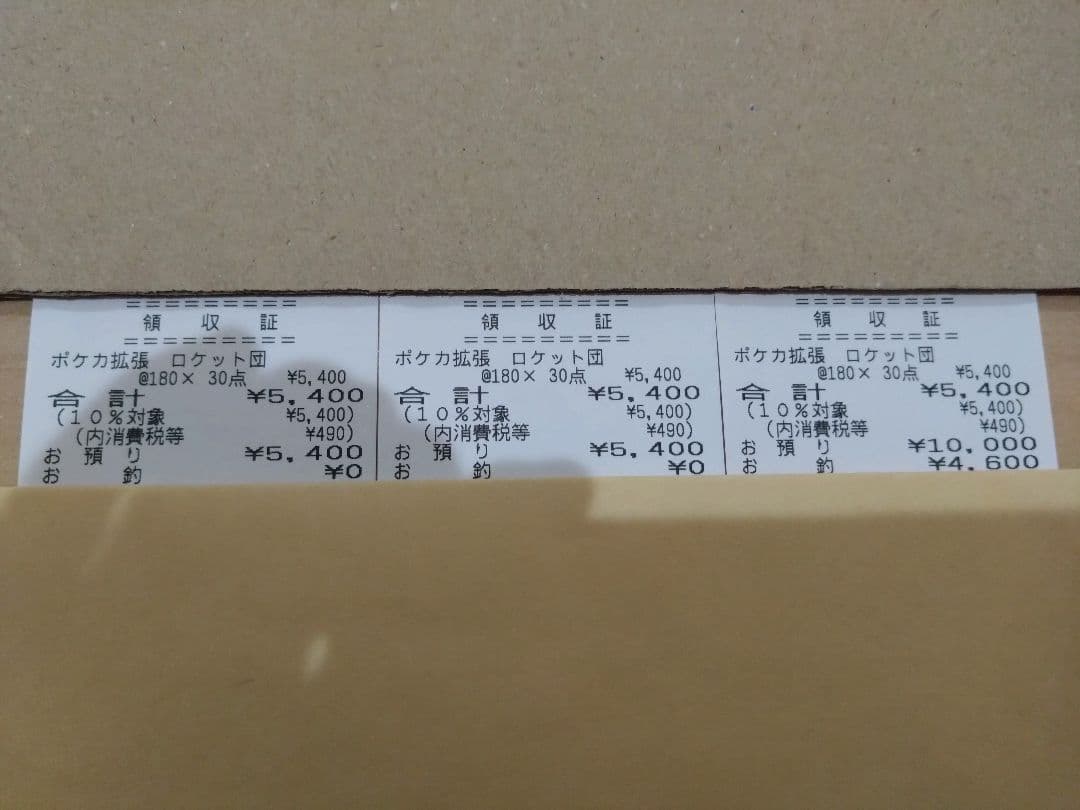 =========
領 収 証
=========
ポケカ拡張 ロケット団
@180× 30点 ¥5,400
合 計 ¥5,400
(10%対象 ¥5,400)
(内消費税等 ¥490)
お 預 り ¥5,400
お 釣 ¥0
=========
領 収 証
=========
ポケカ拡張 ロケット団
@180× 30点 ¥5,400
合 計 ¥5,400
(10%対象 ¥5,400)
(内消費税等 ¥490)
お 預 り ¥5,400
お 釣 ¥0
=========
領 収 証
=========
ポケカ拡張 ロケット団
@180× 30点 ¥5,400
合 計 ¥5,400
(10%対象 ¥5,400)
(内消費税等 ¥490)
お 預 り ¥10,000
お 釣 ¥4,600